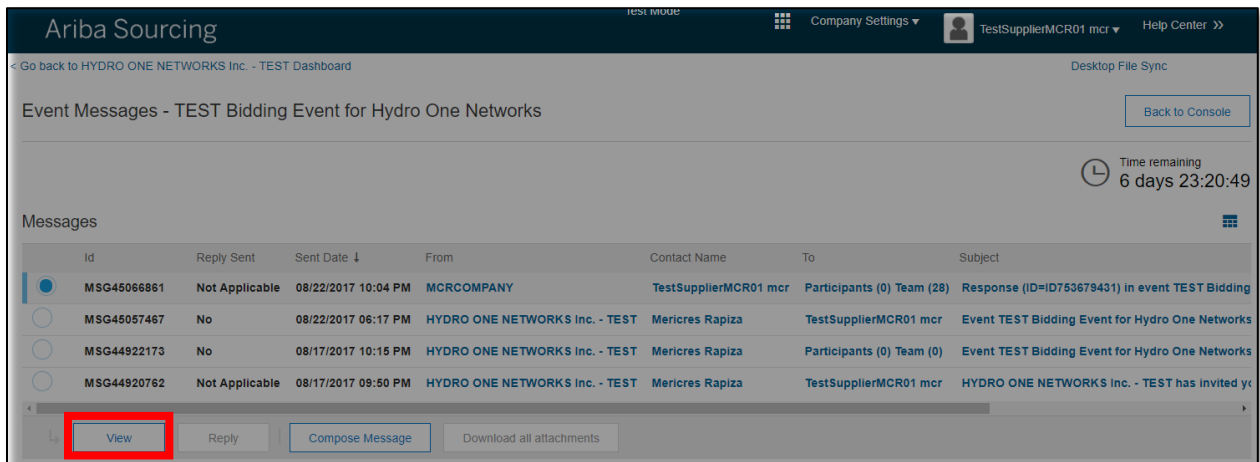 Test Mode
Ariba Sourcing
Company Settings ▾
TestSupplierMCR01 mcr ▾
Help Center >>
< Go back to HYDRO ONE NETWORKS Inc. - TEST Dashboard
Desktop File Sync
Event Messages - TEST Bidding Event for Hydro One Networks
Back to Console
Time remaining
6 days 23:20:49
Messages
Id Reply Sent Sent Date ↓ From Contact Name To Subject
MSG45066861 Not Applicable 08/22/2017 10:04 PM MCRCOMPANY TestSupplierMCR01 mcr Participants (0) Team (28) Response (ID=ID753679431) in event TEST Bidding
MSG45057467 No 08/22/2017 06:17 PM HYDRO ONE NETWORKS Inc. - TEST Mericres Rapiza TestSupplierMCR01 mcr Event TEST Bidding Event for Hydro One Networks
MSG44922173 No 08/17/2017 10:15 PM HYDRO ONE NETWORKS Inc. - TEST Mericres Rapiza Participants (0) Team (0) Event TEST Bidding Event for Hydro One Networks
MSG44920762 Not Applicable 08/17/2017 09:50 PM HYDRO ONE NETWORKS Inc. - TEST Mericres Rapiza TestSupplierMCR01 mcr HYDRO ONE NETWORKS Inc. - TEST has invited yo
View Reply Compose Message Download all attachments